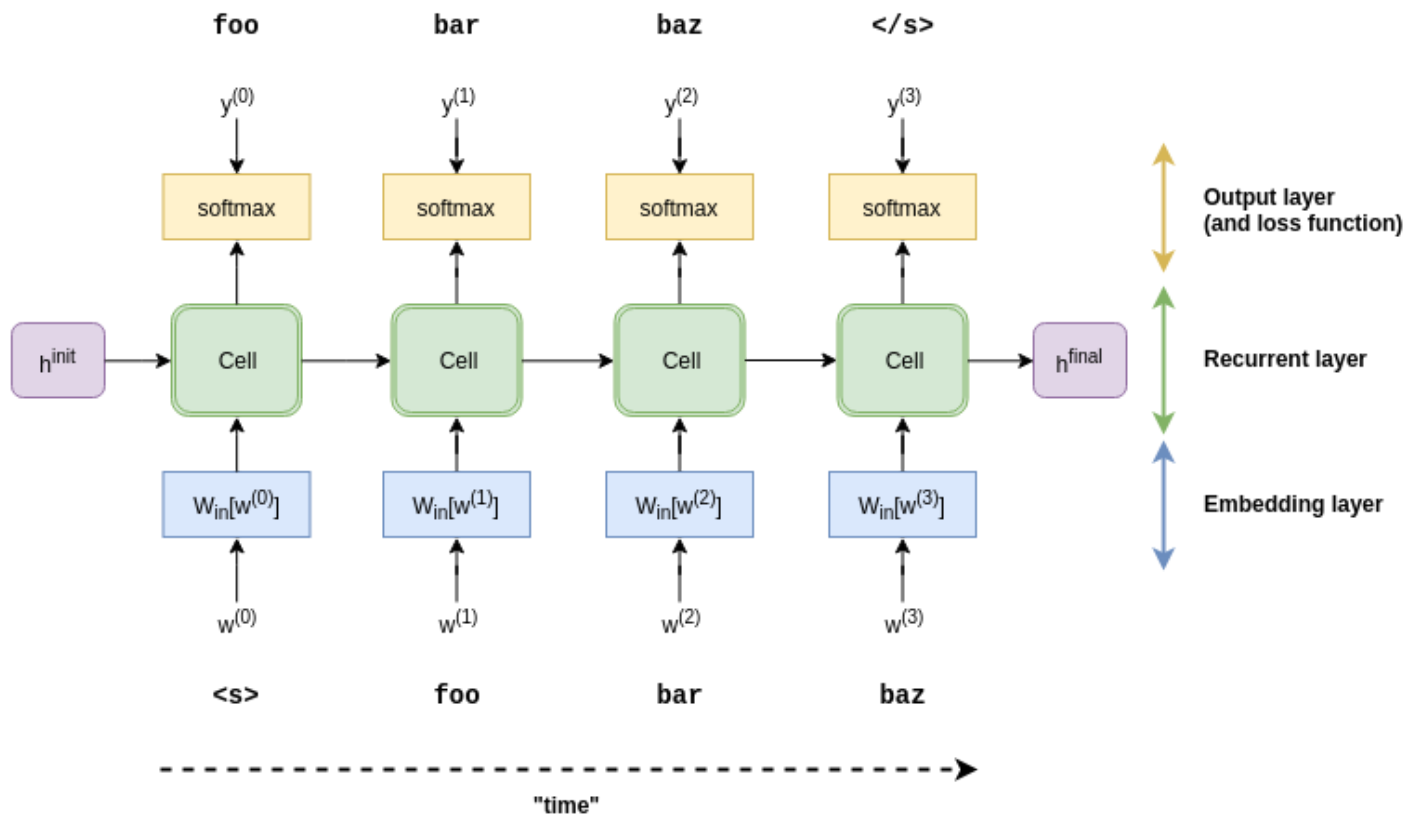 foo bar baz </s>
y(0) y(1) y(2) y(3)
softmax softmax softmax softmax
Output layer
(and loss function)
hinit Cell Cell Cell Cell hfinal
Recurrent layer
Win[w(0)] Win[w(1)] Win[w(2)] Win[w(3)]
Embedding layer
w(0) w(1) w(2) w(3)
<s> foo bar baz
"time"